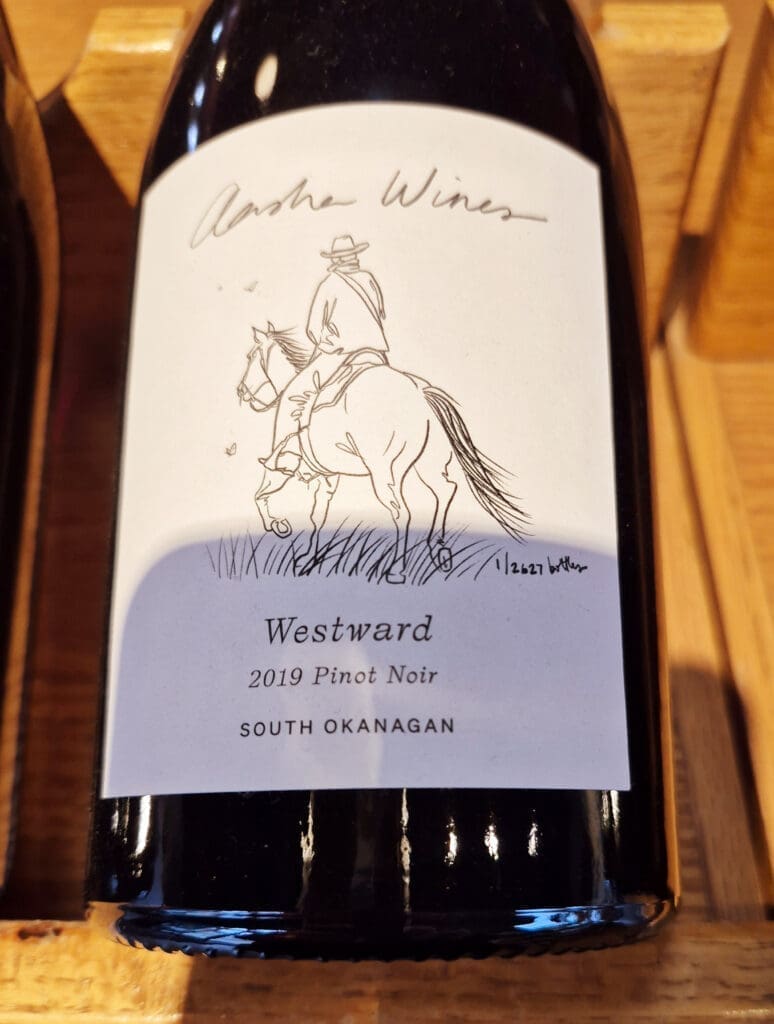 Aasha Wines
1/2627 bottles
Westward
2019 Pinot Noir
SOUTH OKANAGAN